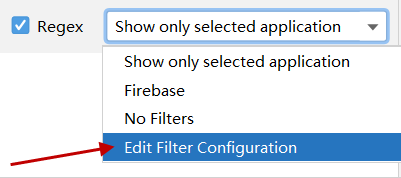 Regex Show only selected application
Show only selected application
Firebase
No Filters
Edit Filter Configuration